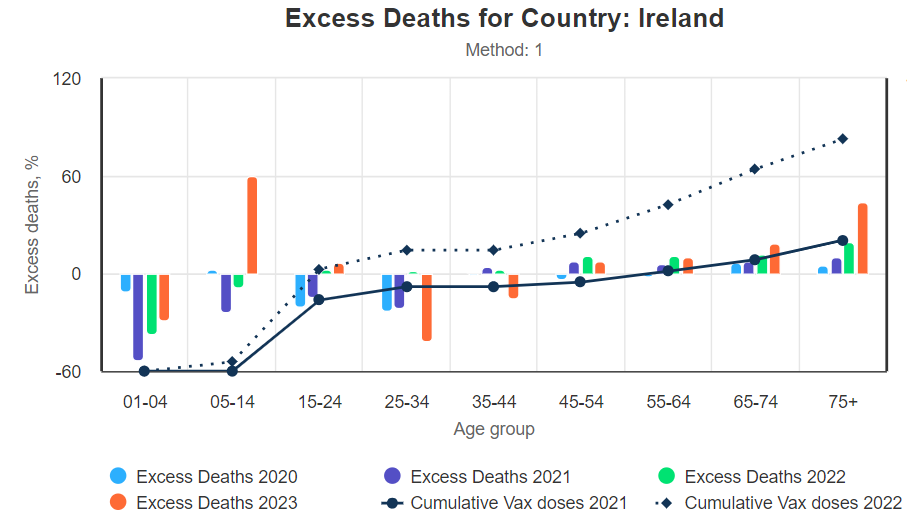 Excess Deaths for Country: Ireland
Method: 1
120
60
0
-60
Excess deaths, %
01-04 05-14 15-24 25-34 35-44 45-54 55-64 65-74 75+
Age group
Excess Deaths 2020 Excess Deaths 2021 Excess Deaths 2022
Excess Deaths 2023 Cumulative Vax doses 2021 Cumulative Vax doses 2022